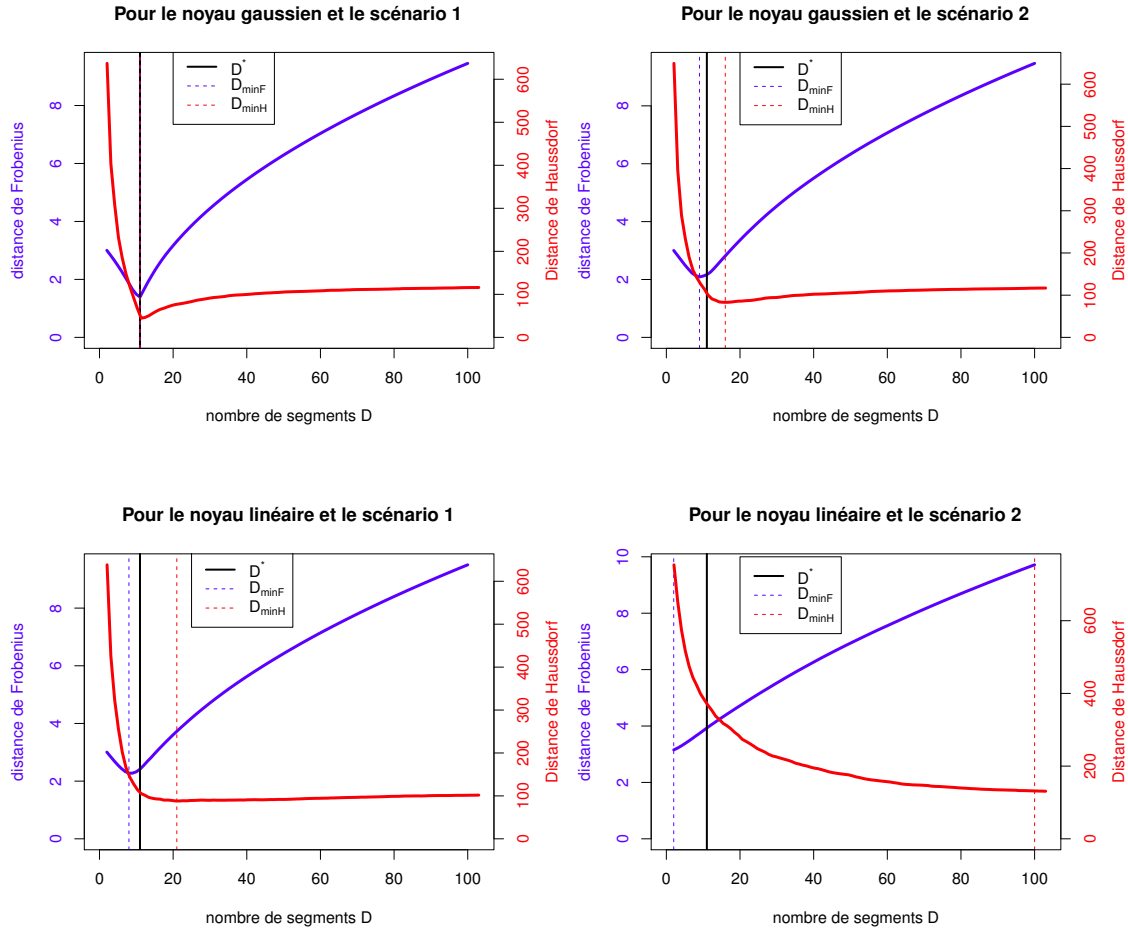 Pour le noyau gaussien et le scénario 1
D*
DminF
DminH
distance de Frobenius
0 2 4 6 8
Distance de Haussdorf
0 100 200 300 400 500 600
0 20 40 60 80 100
nombre de segments D
Pour le noyau gaussien et le scénario 2
D*
DminF
DminH
distance de Frobenius
0 2 4 6 8
Distance de Haussdorf
0 100 200 300 400 500 600
0 20 40 60 80 100
nombre de segments D
Pour le noyau linéaire et le scénario 1
D*
DminF
DminH
distance de Frobenius
0 2 4 6 8
Distance de Haussdorf
0 100 200 300 400 500 600
0 20 40 60 80 100
nombre de segments D
Pour le noyau linéaire et le scénario 2
D*
DminF
DminH
distance de Frobenius
0 2 4 6 8 10
Distance de Haussdorf
0 200 400 600
0 20 40 60 80 100
nombre de segments D